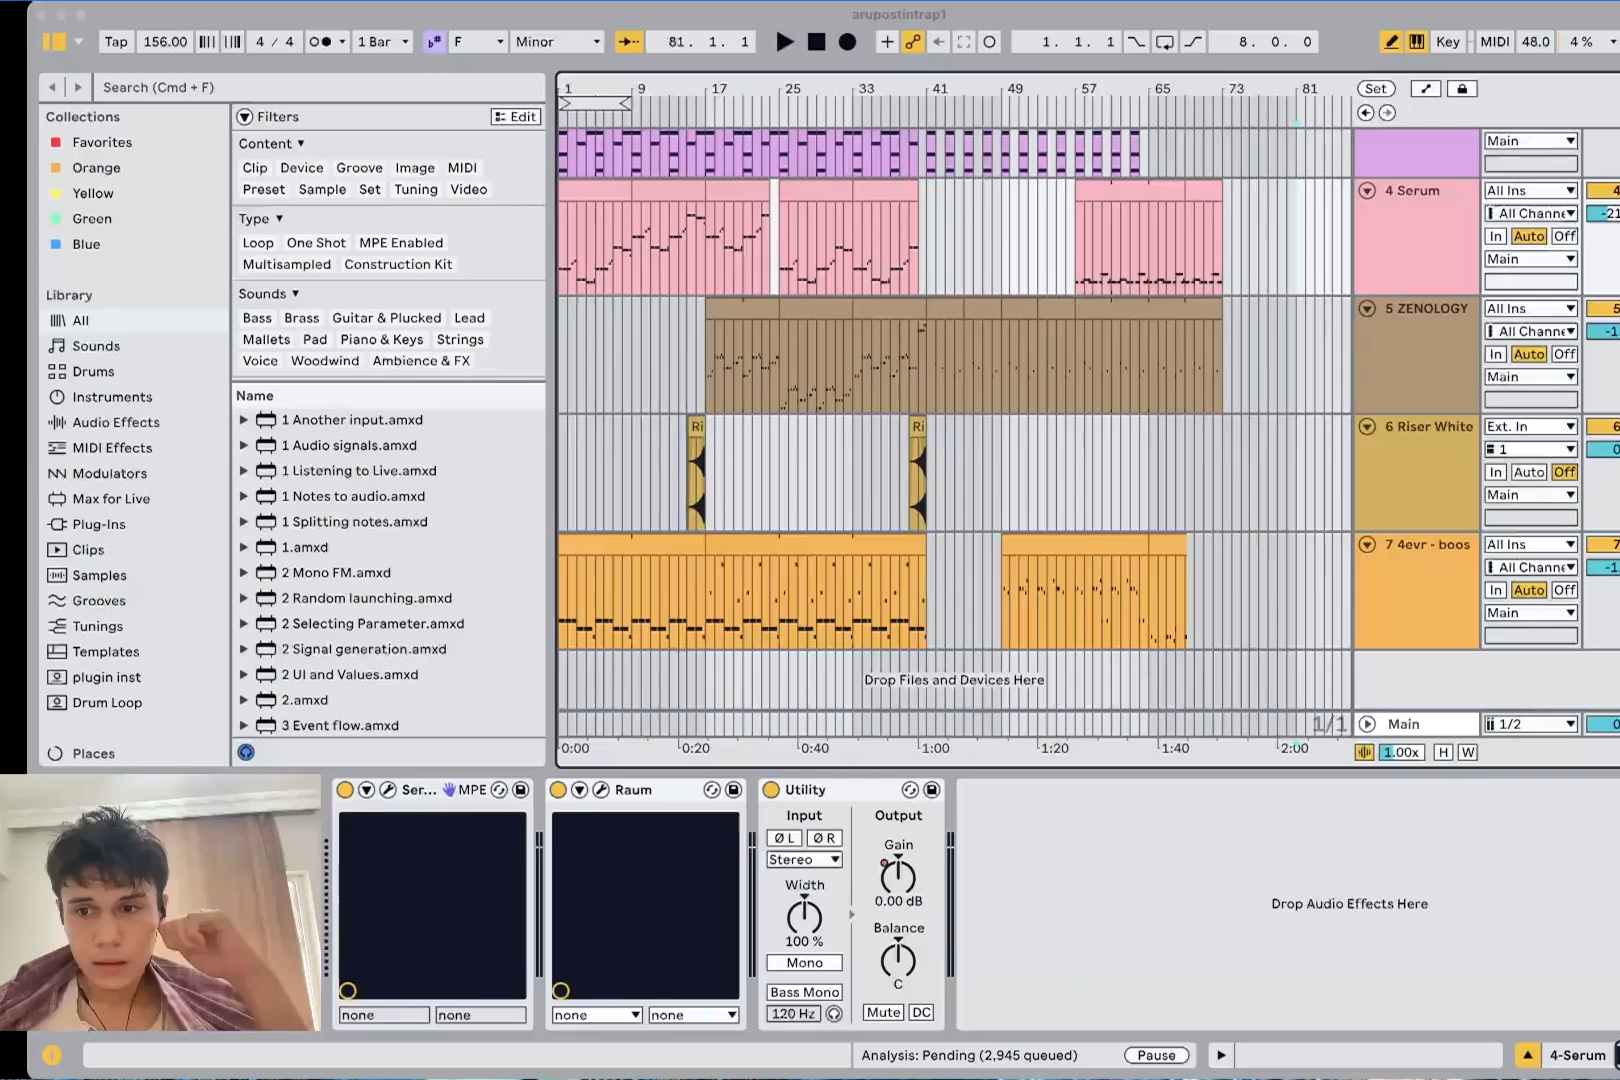 arupostintrap1
Tap 156.00 4 / 4 1 Bar F Minor 81. 1. 1 1. 1. 1 8. 0. 0 Key MIDI 48.0 4 %
Search (Cmd + F)
1 9 17 25 33 41 49 57 65 73 81 Set
Collections
Favorites
Orange
Yellow
Green
Blue
Library
All
Sounds
Drums
Instruments
Audio Effects
MIDI Effects
Modulators
Max for Live
Plug-Ins
Clips
Samples
Grooves
Tunings
Templates
plugin inst
Drum Loop
Places
Filters Edit
Content
Clip Device Groove Image MIDI
Preset Sample Set Tuning Video
Type
Loop One Shot MPE Enabled
Multisampled Construction Kit
Sounds
Bass Brass Guitar & Plucked Lead
Mallets Pad Piano & Keys Strings
Voice Woodwind Ambience & FX
Name
1 Another input.amxd
1 Audio signals.amxd
1 Listening to Live.amxd
1 Notes to audio.amxd
1 Splitting notes.amxd
1.amxd
2 Mono FM.amxd
2 Random launching.amxd
2 Selecting Parameter.amxd
2 Signal generation.amxd
2 UI and Values.amxd
2.amxd
3 Event flow.amxd
Ri Ri
Drop Files and Devices Here
1/1
0:00 0:20 0:40 1:00 1:20 1:40 2:00
Main
4 Serum All Ins 4
All Channe -21
In Auto Off
Main
5 ZENOLOGY All Ins 5
All Channe -1
In Auto Off
Main
6 Riser White Ext. In 6
1 0
In Auto Off
Main
7 4evr - boos All Ins 7
All Channe -1
In Auto Off
Main
Main 1/2 0
1.00x H W
Ser... MPE
none none
Raum
none none
Utility
Input Output
Ø L Ø R
Stereo
Width
100 %
Mono
Bass Mono
120 Hz
Gain
0.00 dB
Balance
C
Mute DC
Drop Audio Effects Here
Analysis: Pending (2,945 queued) Pause 4-Serum